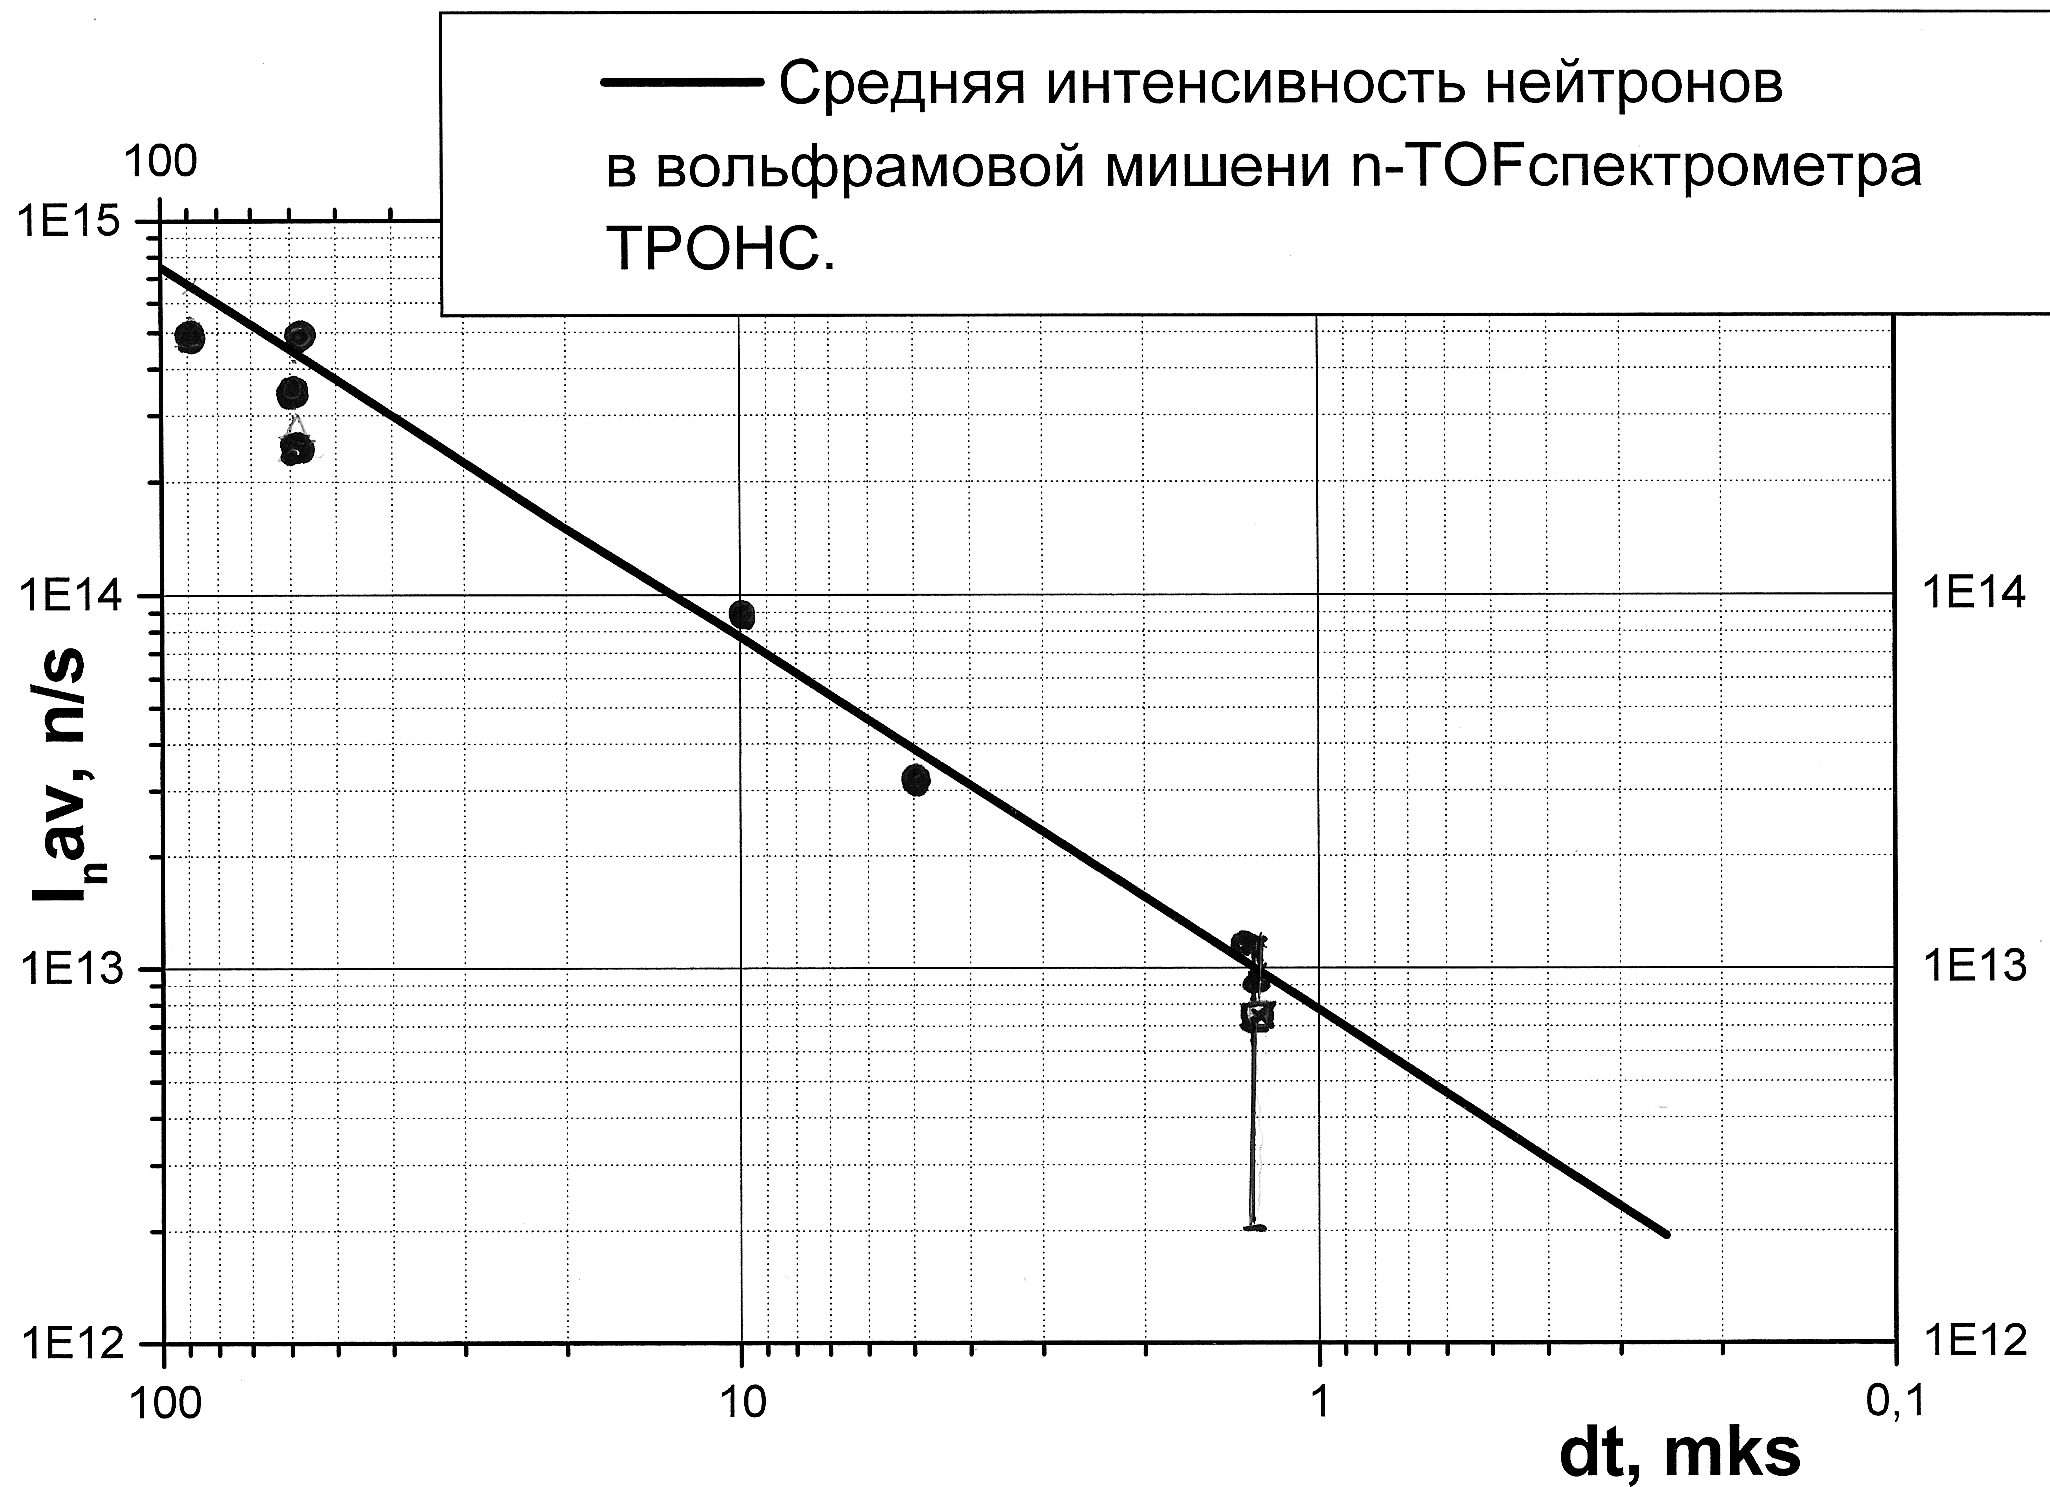 Средняя интенсивность нейтронов
в вольфрамовой мишени n-TOFспектрометра
ТРОНС.
100
1E15
1E14
1E14
Inav, n/s
1E13
1E13
1E12
1E12
100
10
1
0,1
dt, mks